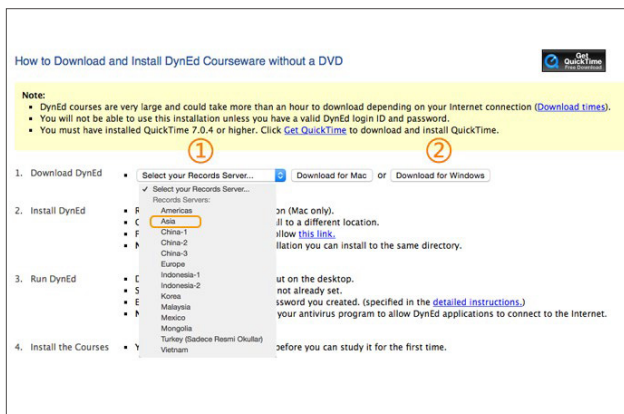 How to Download and Install DynEd Courseware without a DVD
Get
QuickTime
Free Download
Note:
▪ DynEd courses are very large and could take more than an hour to download depending on your Internet connection (Download times).
▪ You will not be able to use this installation unless you have a valid DynEd login ID and password.
▪ You must have installed QuickTime 7.0.4 or higher. Click Get QuickTime to download and install QuickTime.
① ②
1. Download DynEd ▪ Select your Records Server... Download for Mac or Download for Windows
✓ Select your Records Server...
Records Servers:
Americas
Asia
China-1
China-2
China-3
Europe
Indonesia-1
Indonesia-2
Korea
Malaysia
Mexico
Mongolia
Turkey (Sadece Resmi Okullar)
Vietnam
2. Install DynEd
on (Mac only).
ll to a different location.
ollow this link.
llation you can install to the same directory.
3. Run DynEd
ut on the desktop.
not already set.
ssword you created. (specified in the detailed instructions.)
your antivirus program to allow DynEd applications to connect to the Internet.
4. Install the Courses ▪ Y
before you can study it for the first time.